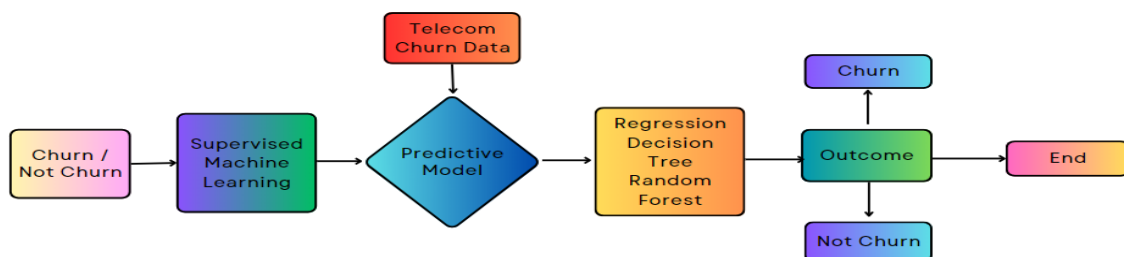 Telecom
Churn Data
Churn /
Not Churn
Supervised
Machine
Learning
Predictive
Model
Regression
Decision
Tree
Random
Forest
Churn
Outcome
Not Churn
End